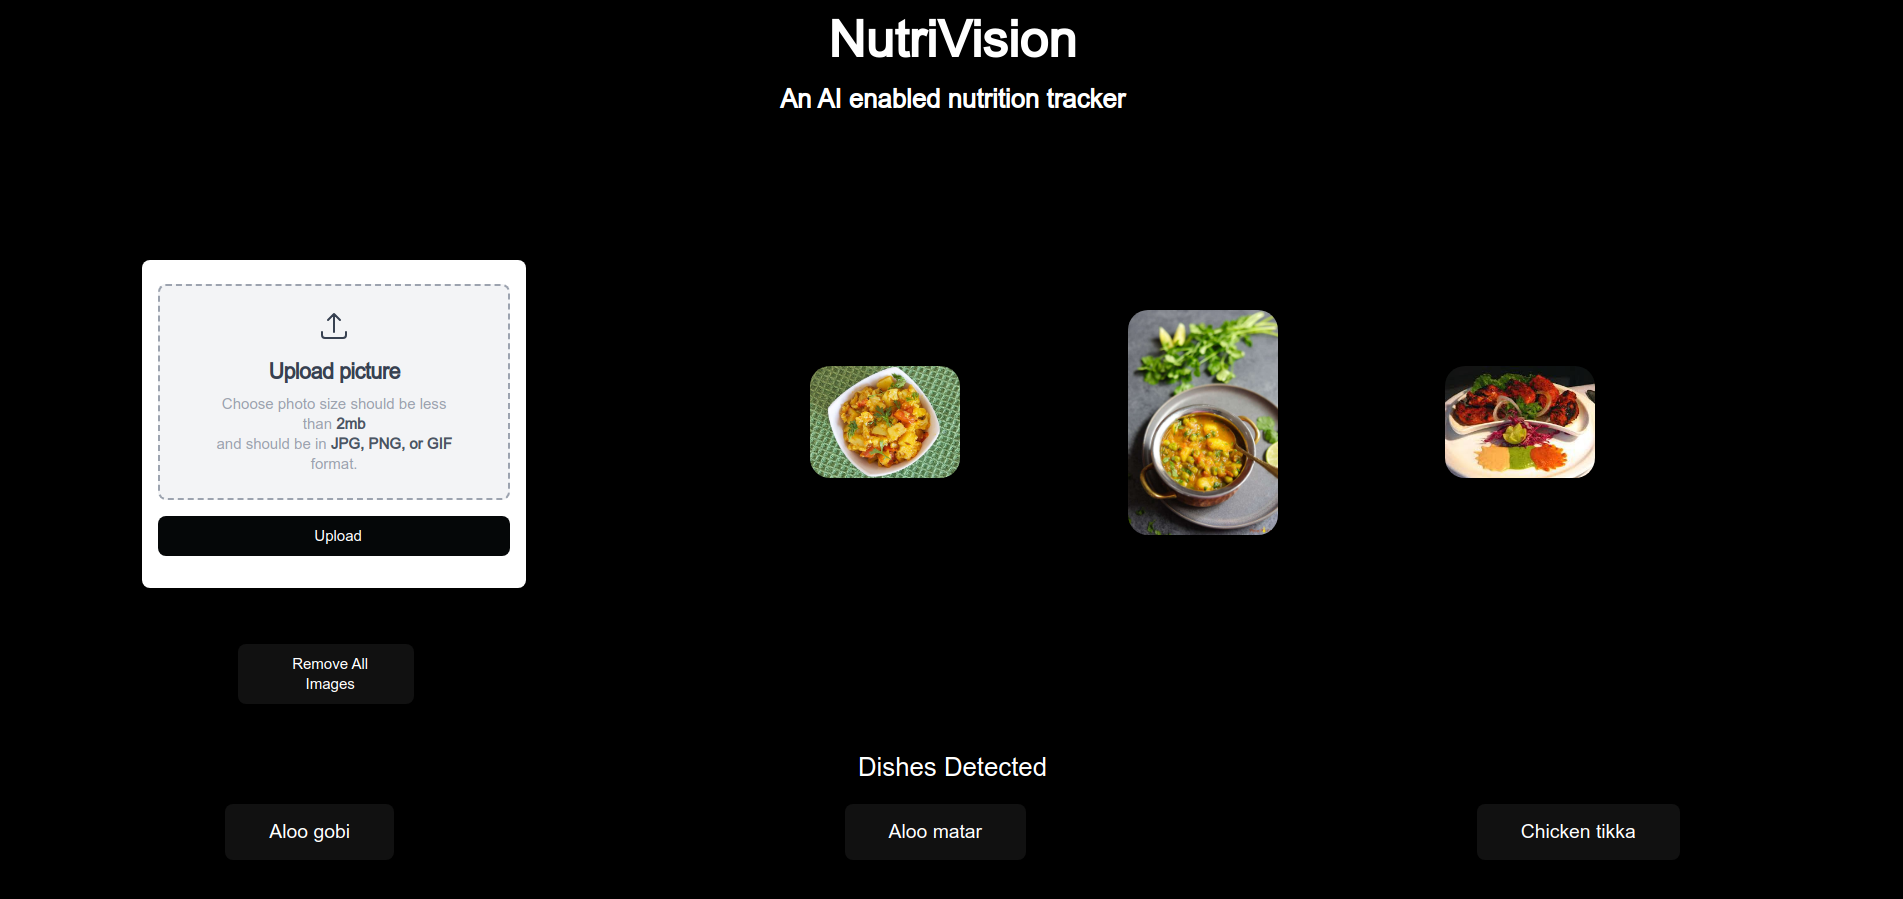 NutriVision
An AI enabled nutrition tracker
Upload picture
Choose photo size should be less
than 2mb
and should be in JPG, PNG, or GIF
format.
Upload
Remove All
Images
Dishes Detected
Aloo gobi
Aloo matar
Chicken tikka